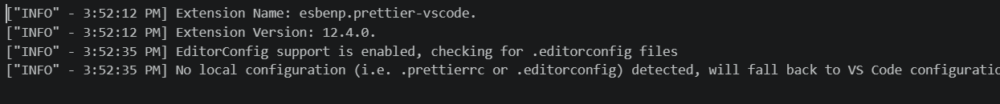 ["INFO" - 3:52:12 PM] Extension Name: esbenp.prettier-vscode.
["INFO" - 3:52:12 PM] Extension Version: 12.4.0.
["INFO" - 3:52:35 PM] EditorConfig support is enabled, checking for .editorconfig files
["INFO" - 3:52:35 PM] No local configuration (i.e. .prettierrc or .editorconfig) detected, will fall back to VS Code configuratio